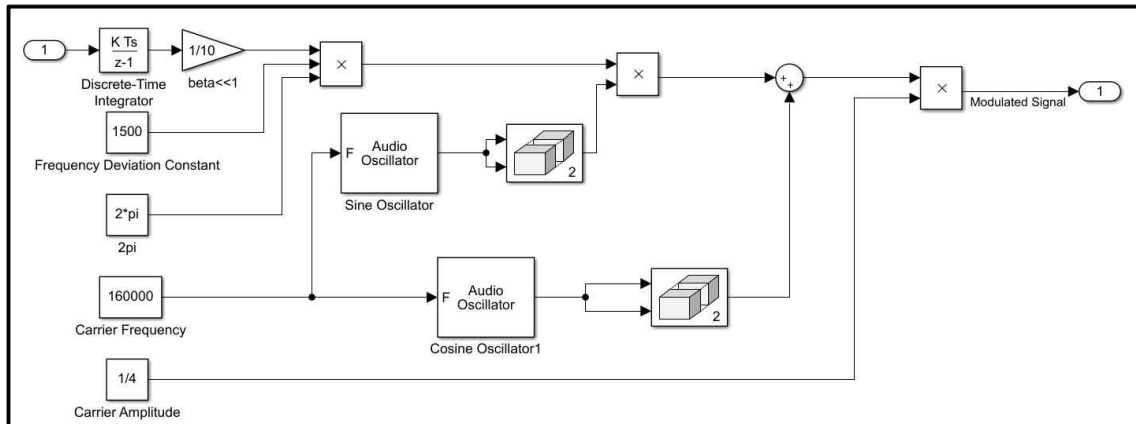 1
K Ts
z-1
Discrete-Time
Integrator
1/10
beta<<1
×
×
+
+
×
Modulated Signal
1
1500
Frequency Deviation Constant
F
Audio
Oscillator
Sine Oscillator
2
2*pi
2pi
160000
Carrier Frequency
F
Audio
Oscillator
Cosine Oscillator1
2
1/4
Carrier Amplitude